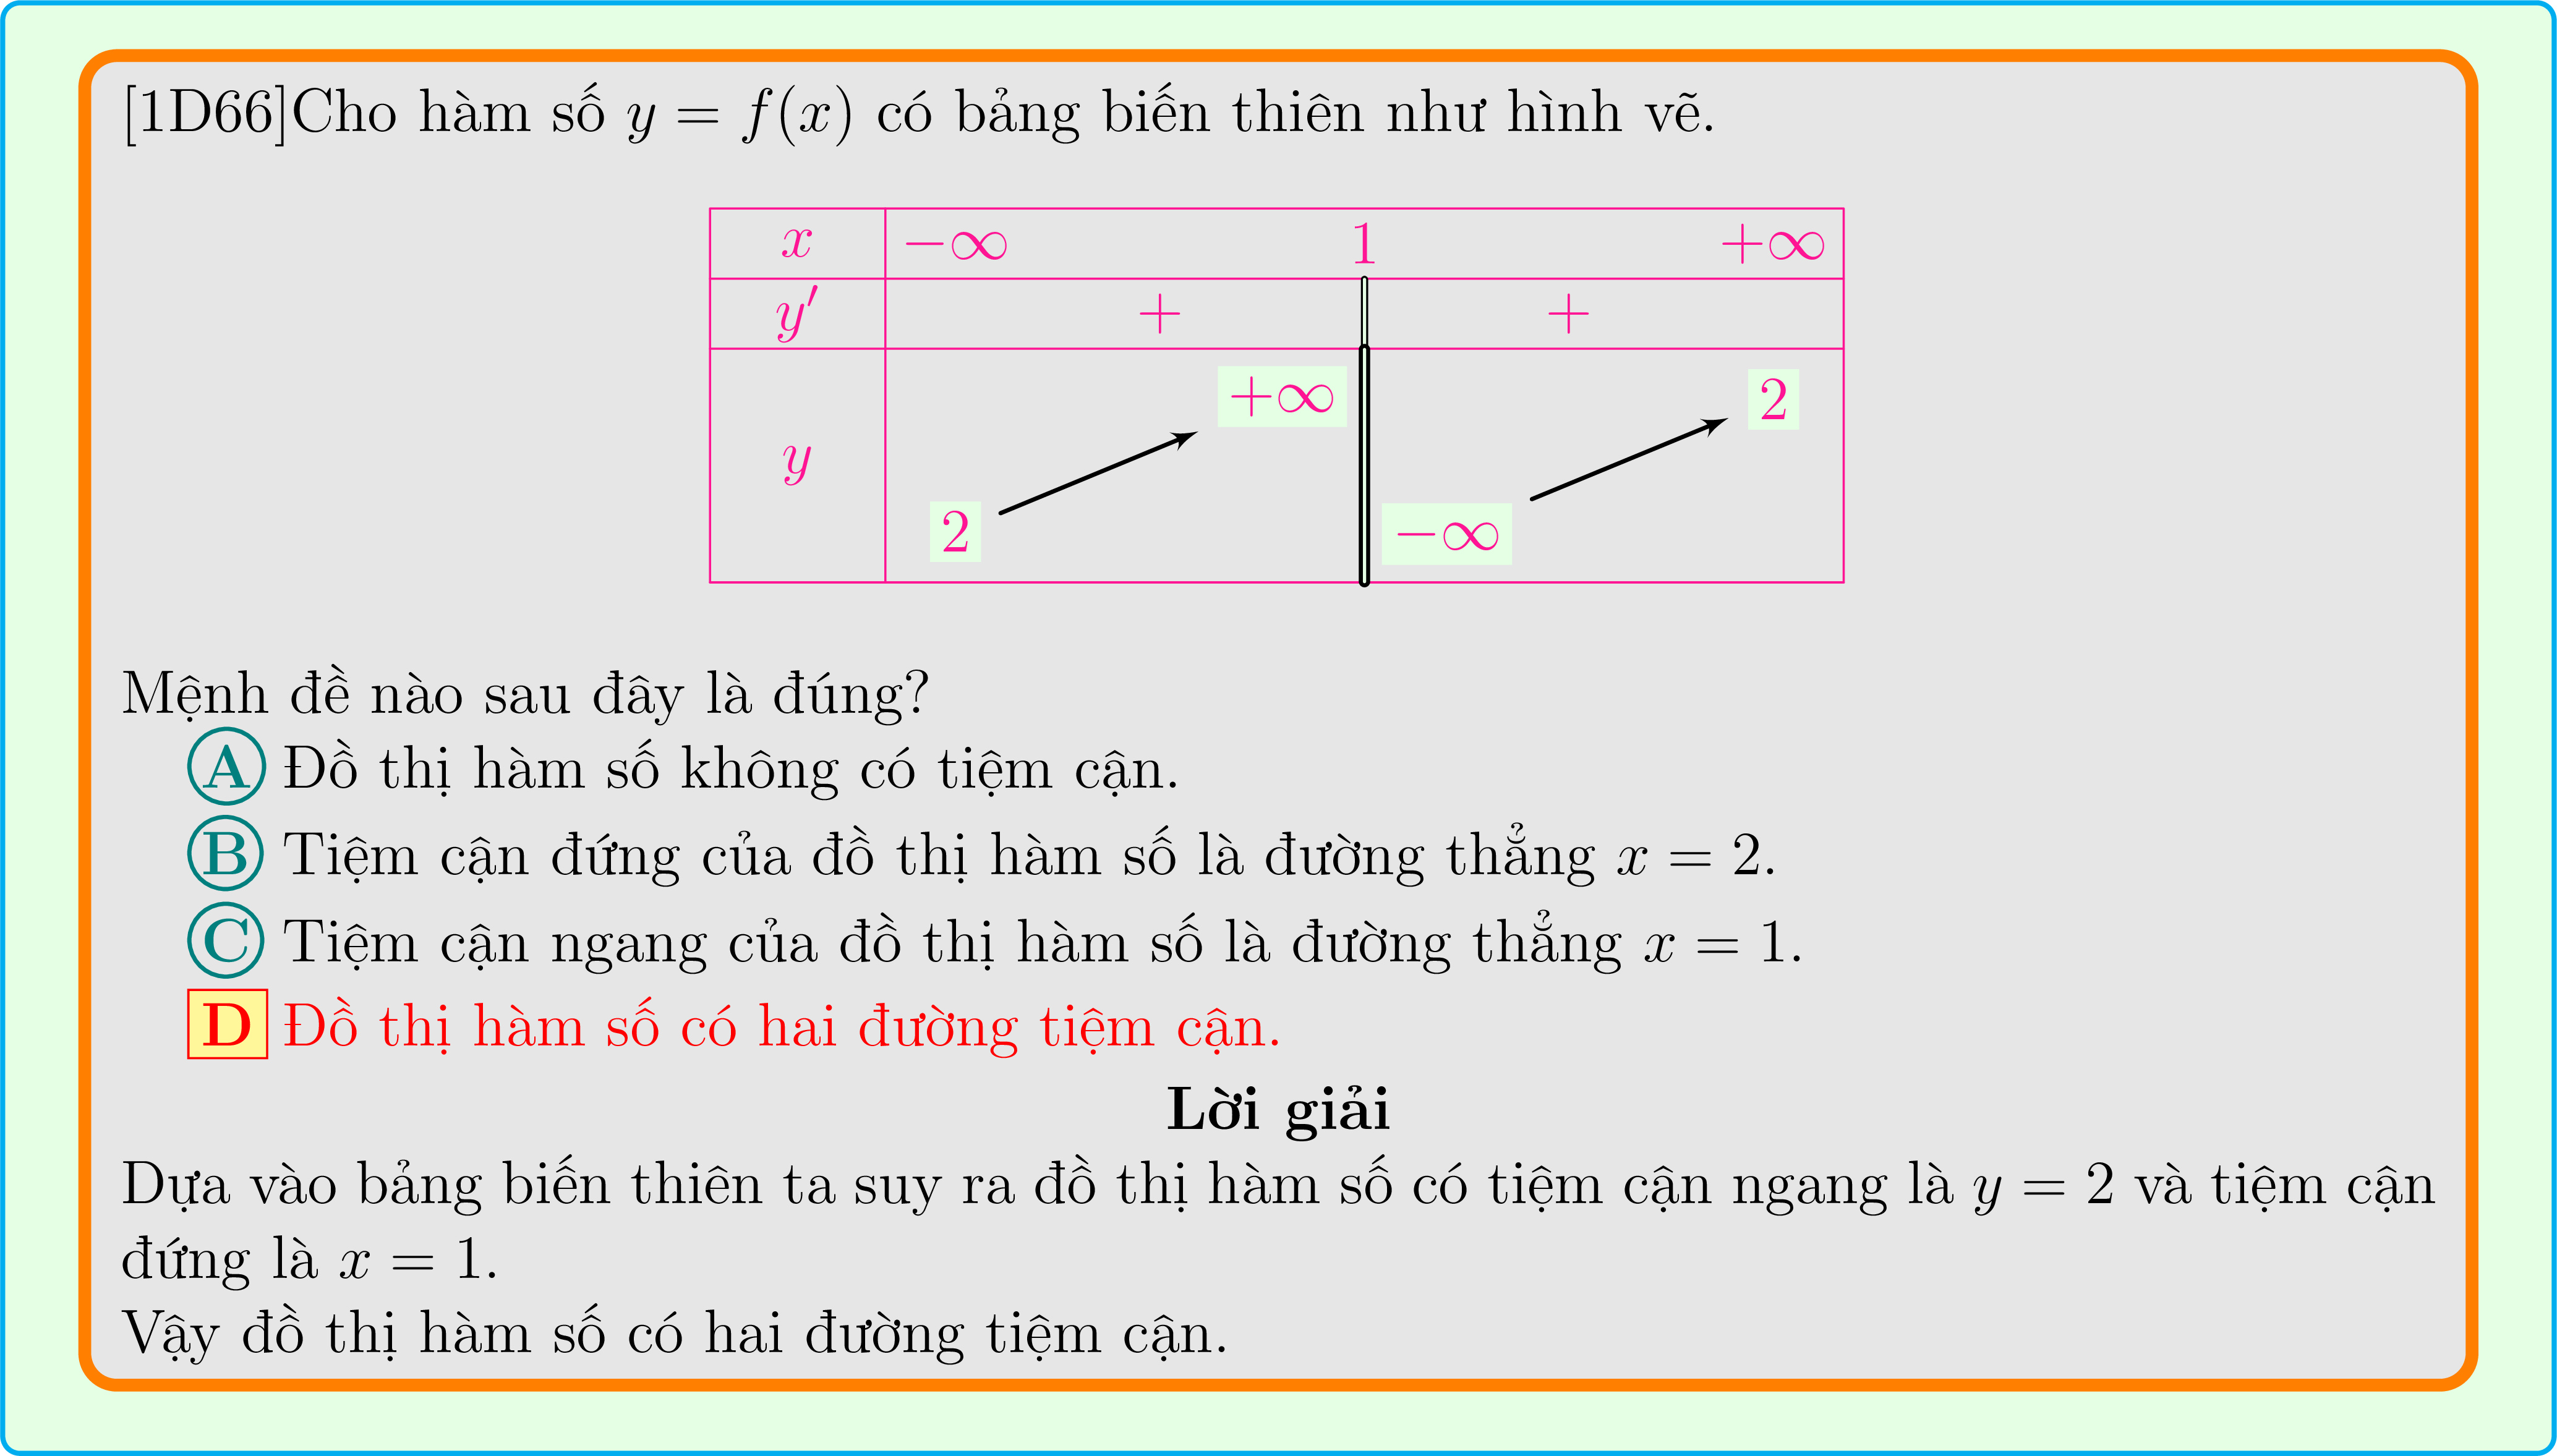 [1D66]Cho hàm số y = f(x) có bảng biến thiên như hình vẽ.
x −∞ 1 +∞
y′ + +
y 2 +∞ −∞ 2
Mệnh đề nào sau đây là đúng?
A Đồ thị hàm số không có tiệm cận.
B Tiệm cận đứng của đồ thị hàm số là đường thẳng x = 2.
C Tiệm cận ngang của đồ thị hàm số là đường thẳng x = 1.
D Đồ thị hàm số có hai đường tiệm cận.
Lời giải
Dựa vào bảng biến thiên ta suy ra đồ thị hàm số có tiệm cận ngang là y = 2 và tiệm cận
đứng là x = 1.
Vậy đồ thị hàm số có hai đường tiệm cận.